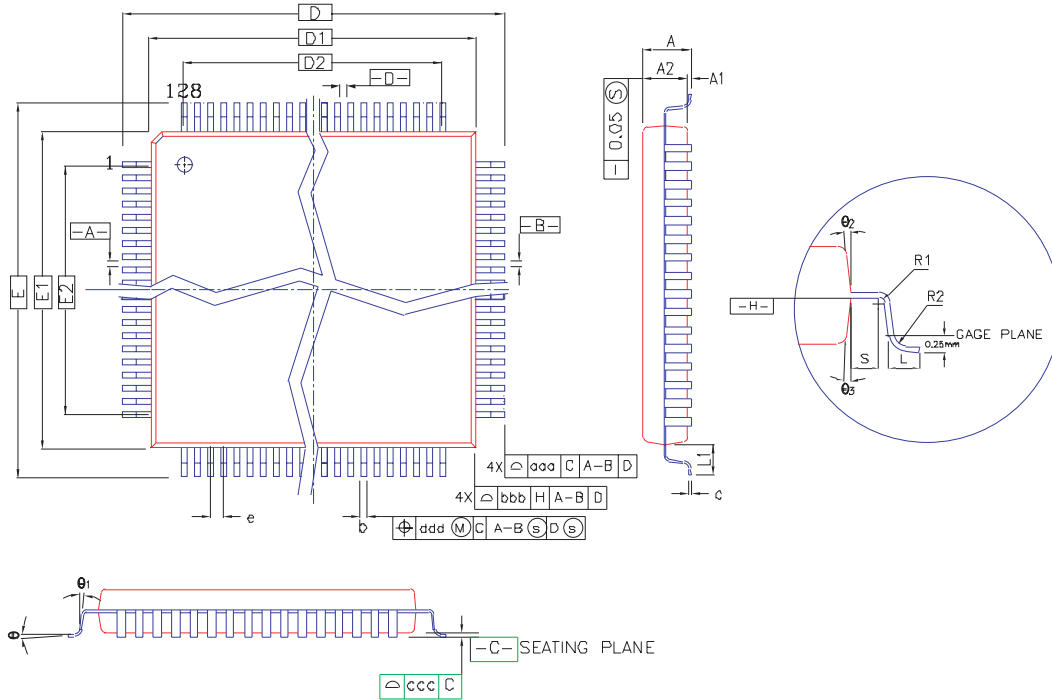 D
D1
D2
-D-
128
1
-A-
-B-
E
E1
E2
4X aaa C A-B D
4X bbb H A-B D
e
b
ddd M C A-B S D S
A
A2
A1
- 0.05 S
L1
c
θ2
R1
R2
-H-
GAGE PLANE
0.25mm
S
L
θ3
θ1
θ
-C- SEATING PLANE
ccc C